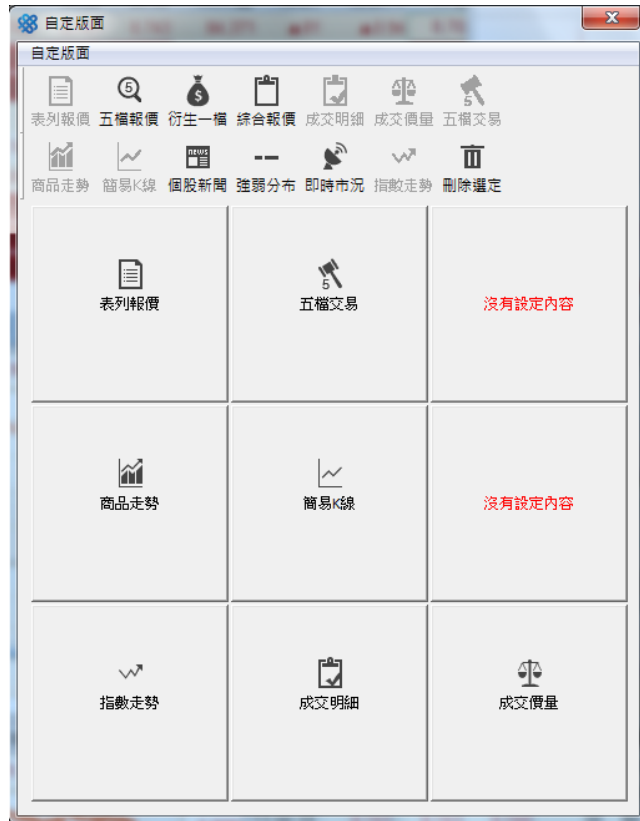 自定版面
自定版面
表列報價 五檔報價 衍生一檔 綜合報價 成交明細 成交價量 五檔交易
商品走勢 簡易K線 個股新聞 強弱分布 即時市況 指數走勢 刪除選定
表列報價 五檔交易 沒有設定內容
商品走勢 簡易K線 沒有設定內容
指數走勢 成交明細 成交價量